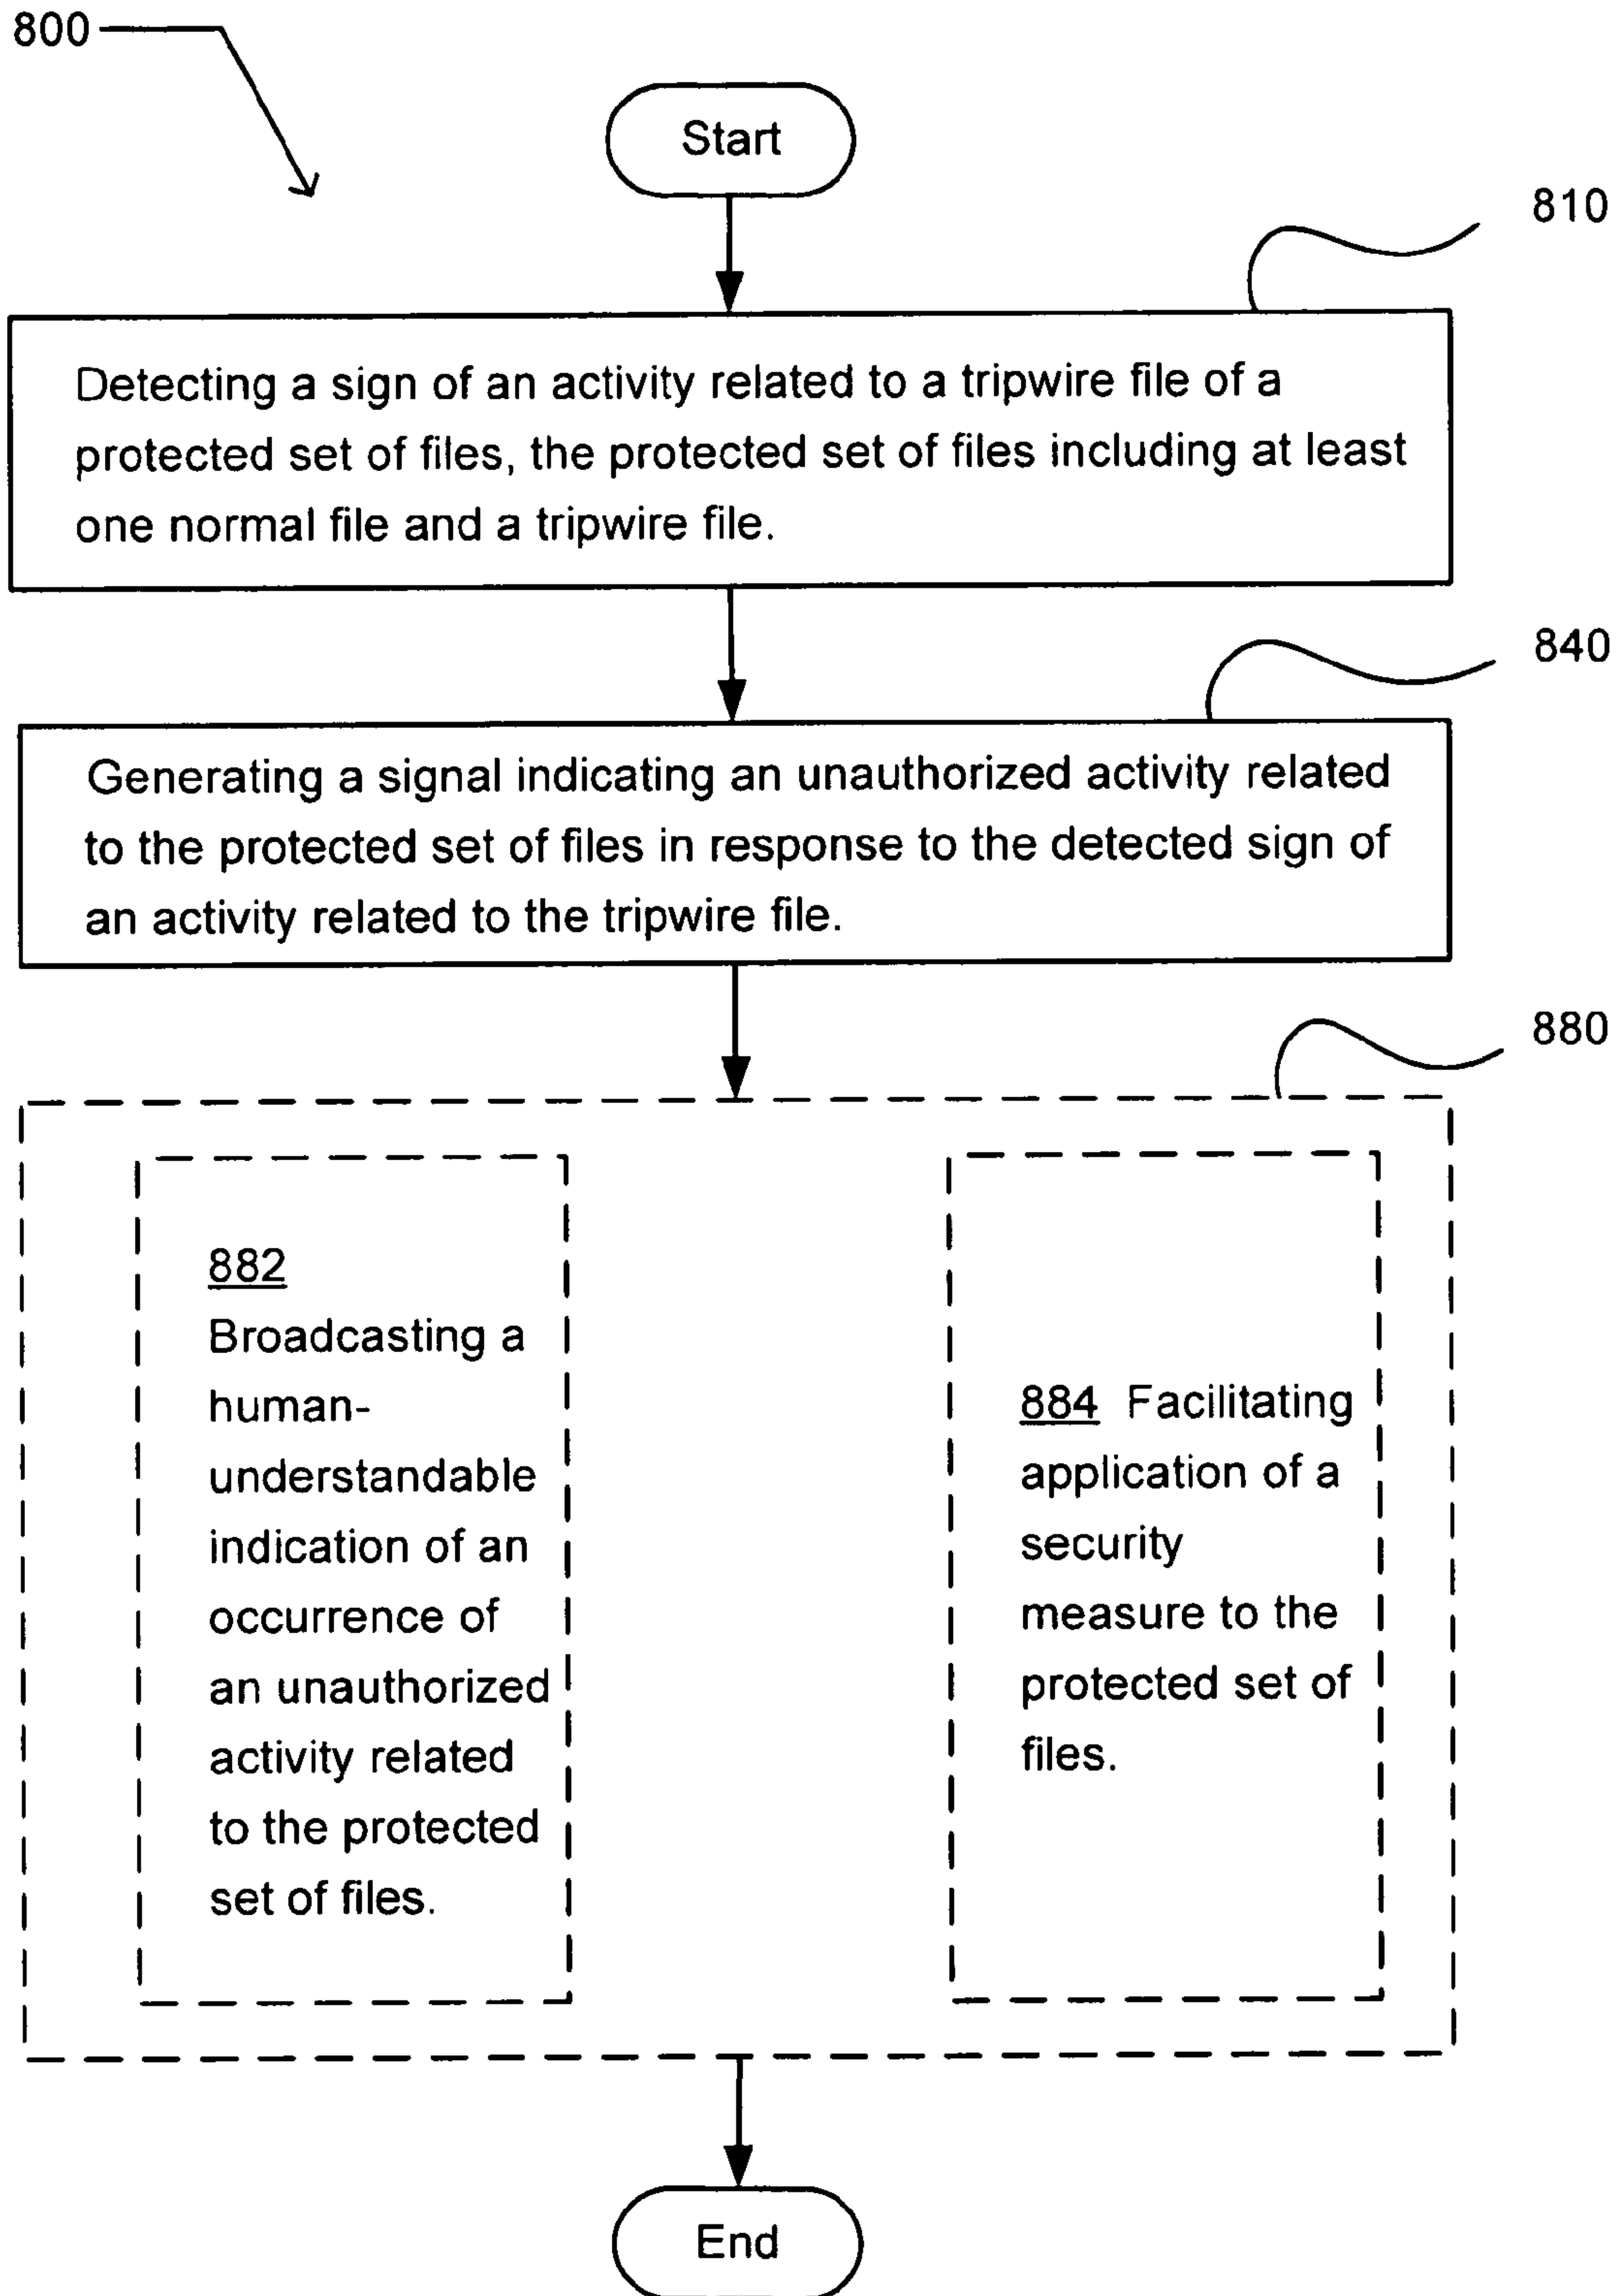 800
Start
810
Detecting a sign of an activity related to a tripwire file of a
protected set of files, the protected set of files including at least
one normal file and a tripwire file.
840
Generating a signal indicating an unauthorized activity related
to the protected set of files in response to the detected sign of
an activity related to the tripwire file.
880
882
Broadcasting a
human-
understandable
indication of an
occurrence of
an unauthorized
activity related
to the protected
set of files.
884 Facilitating
application of a
security
measure to the
protected set of
files.
End